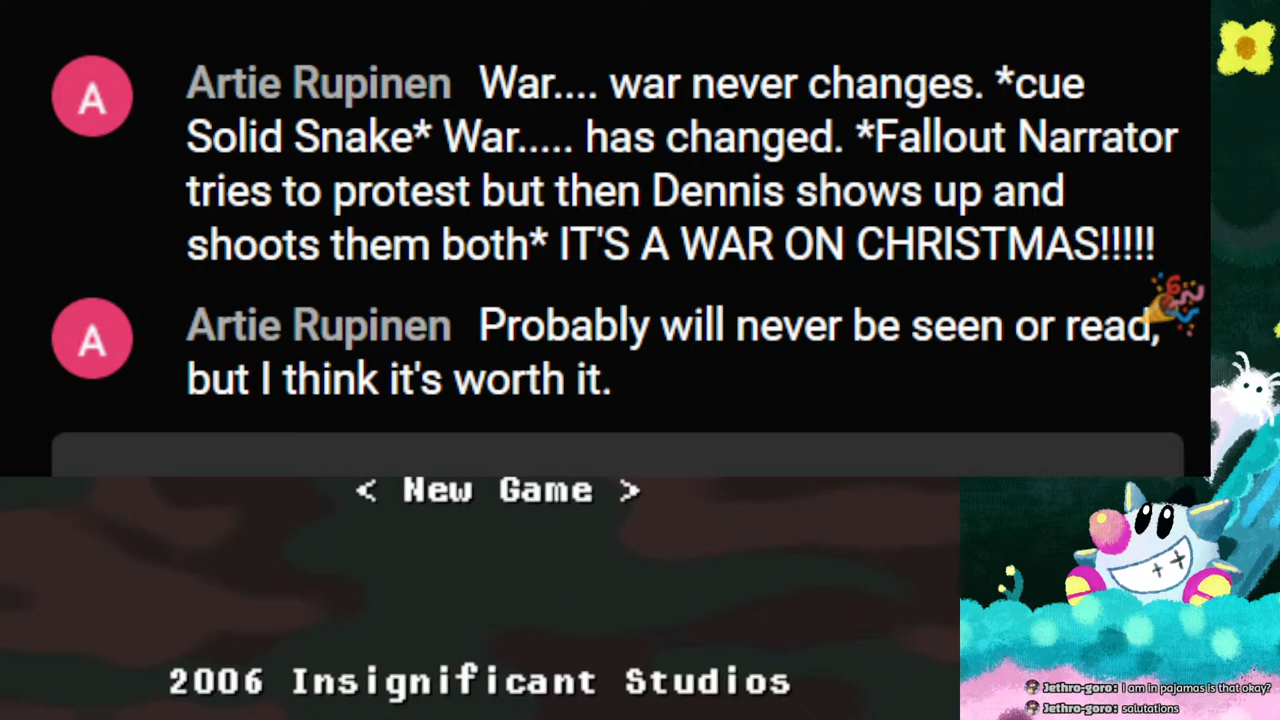 A
Artie Rupinen War.... war never changes. *cue
Solid Snake* War..... has changed. *Fallout Narrator
tries to protest but then Dennis shows up and
shoots them both* IT'S A WAR ON CHRISTMAS!!!!!
A
Artie Rupinen Probably will never be seen or read,
but I think it's worth it.
< New Game >
2006 Insignificant Studios
Jethro-goro: I am in pajamas is that okay?
Jethro-goro: salutations